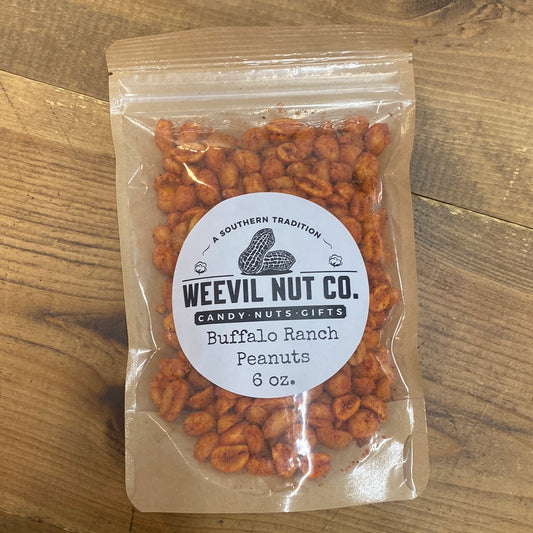 A SOUTHERN TRADITION
WEEVIL NUT CO.
CANDY·NUTS·GIFTS
Buffalo Ranch
Peanuts
6 oz.